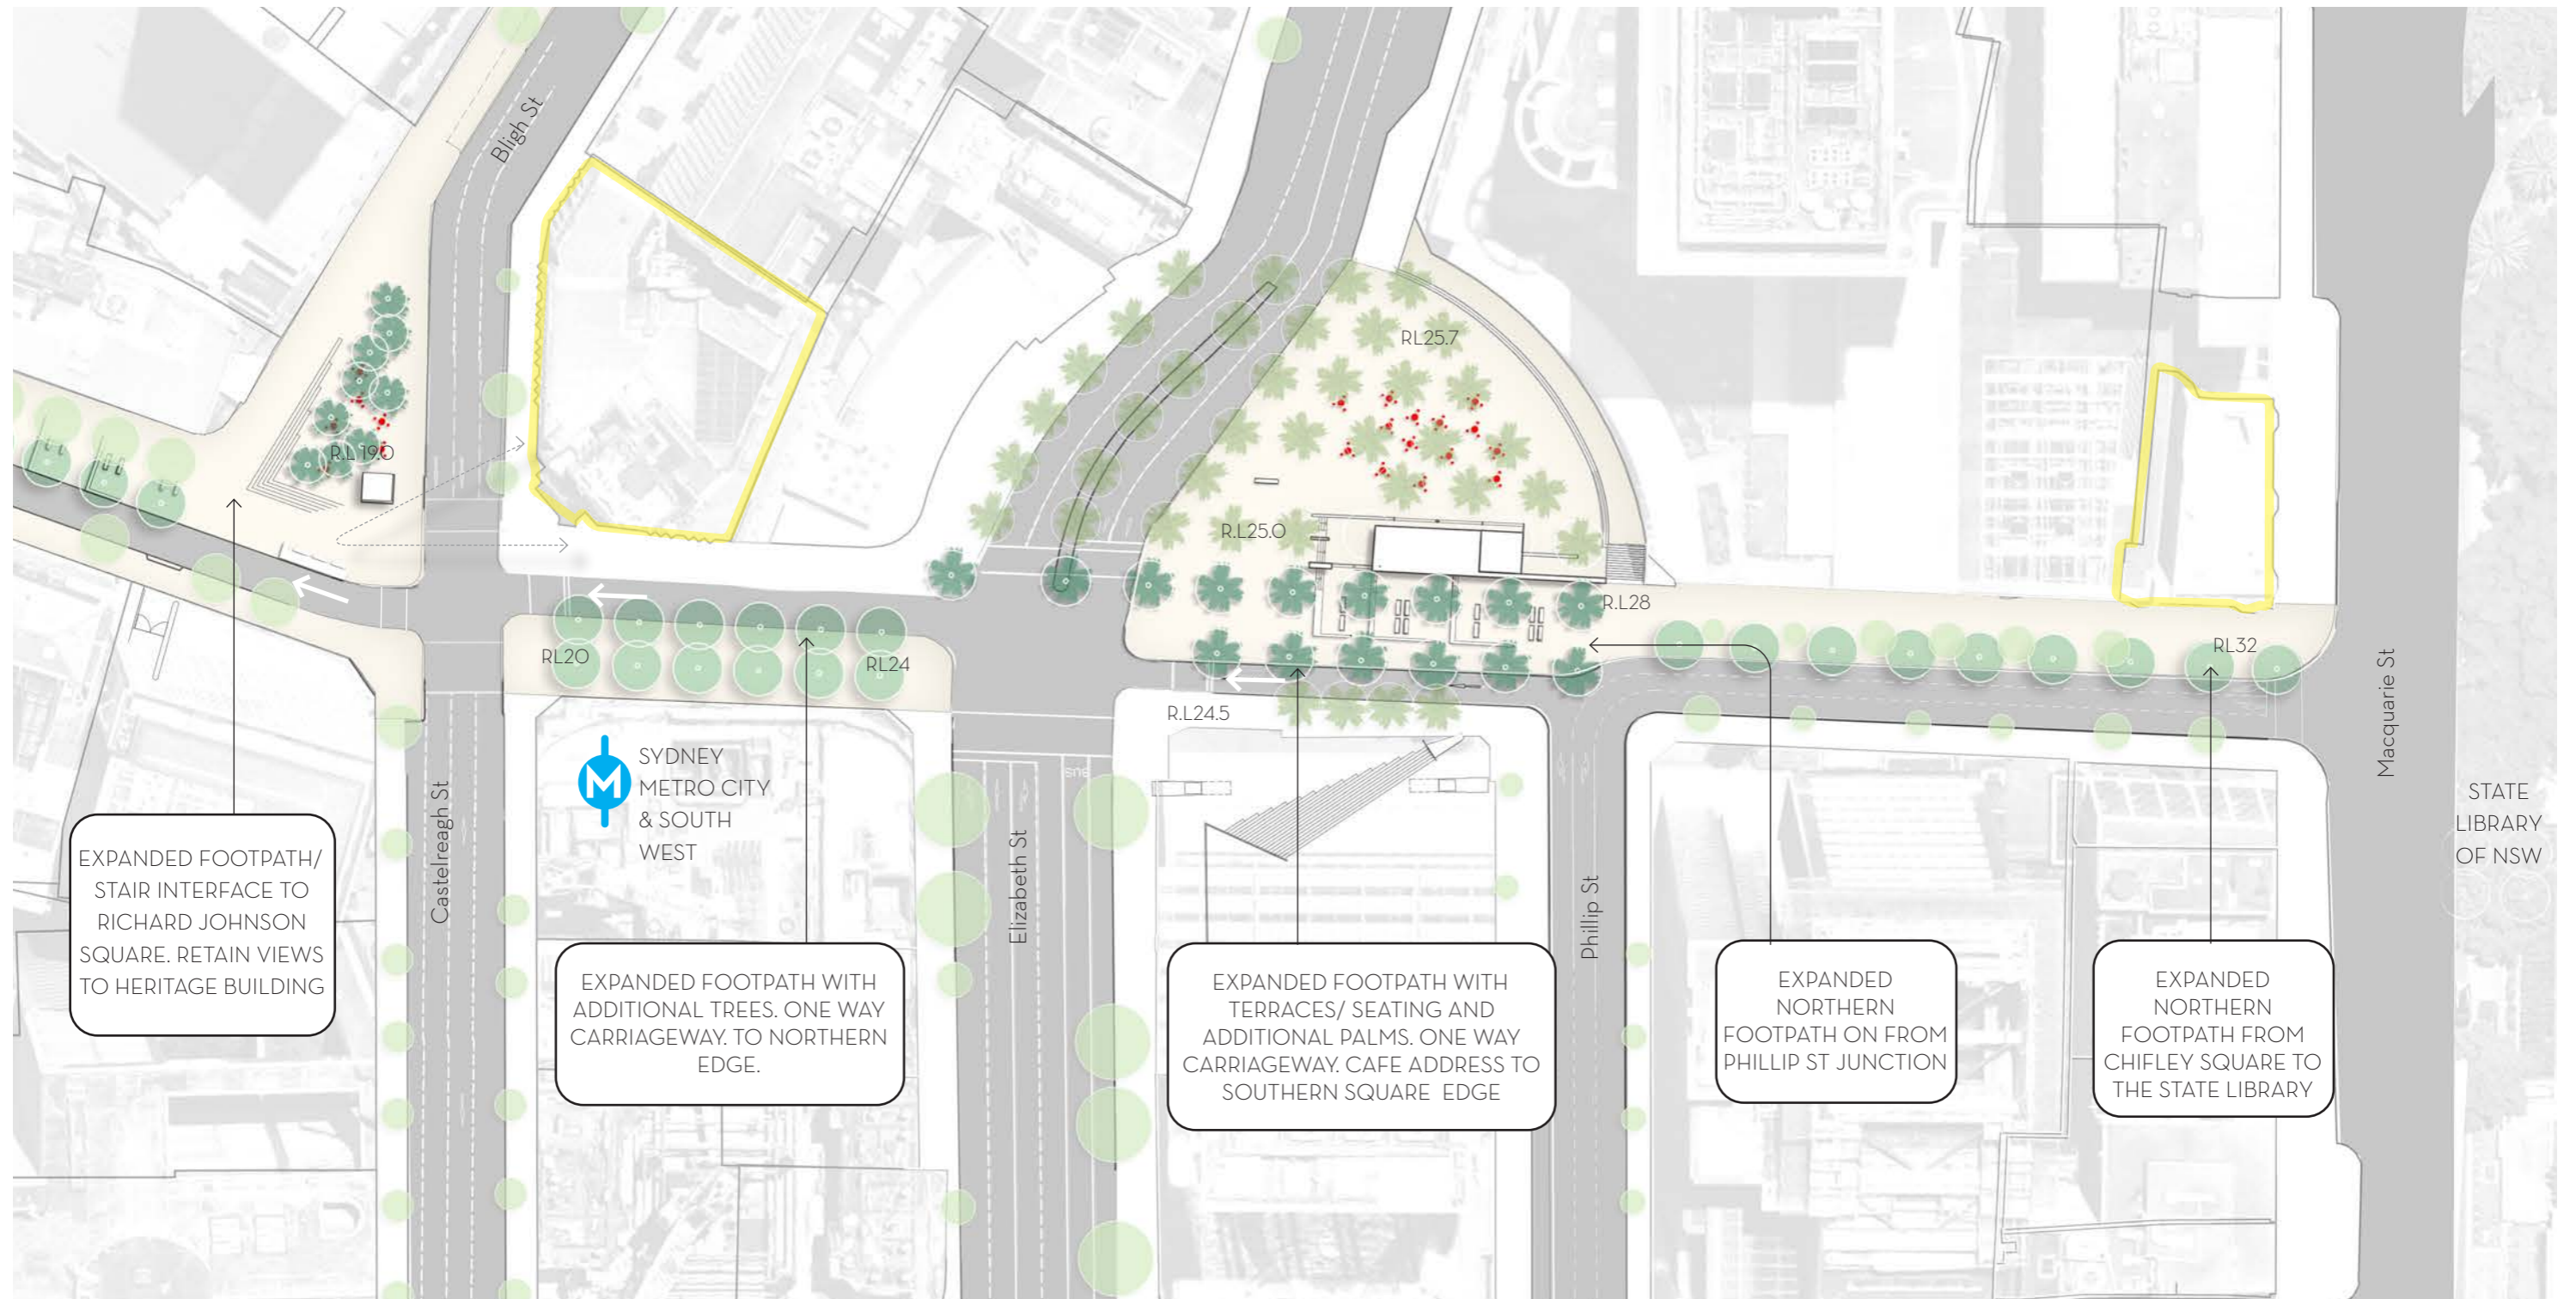 Bligh St
RL25.7
R.L 19.0
R.L25.0
R.L28
RL20
RL24
RL32
R.L24.5
Macquarie St
M
SYDNEY
METRO CITY
& SOUTH
WEST
BUS
STATE
LIBRARY
OF NSW
Castelreagh St
Elizabeth St
Phillip St
EXPANDED FOOTPATH/
STAIR INTERFACE TO
RICHARD JOHNSON
SQUARE. RETAIN VIEWS
TO HERITAGE BUILDING
EXPANDED FOOTPATH WITH
ADDITIONAL TREES. ONE WAY
CARRIAGEWAY. TO NORTHERN
EDGE.
EXPANDED FOOTPATH WITH
TERRACES/ SEATING AND
ADDITIONAL PALMS. ONE WAY
CARRIAGEWAY. CAFE ADDRESS TO
SOUTHERN SQUARE EDGE
EXPANDED
NORTHERN
FOOTPATH ON FROM
PHILLIP ST JUNCTION
EXPANDED
NORTHERN
FOOTPATH FROM
CHIFLEY SQUARE TO
THE STATE LIBRARY